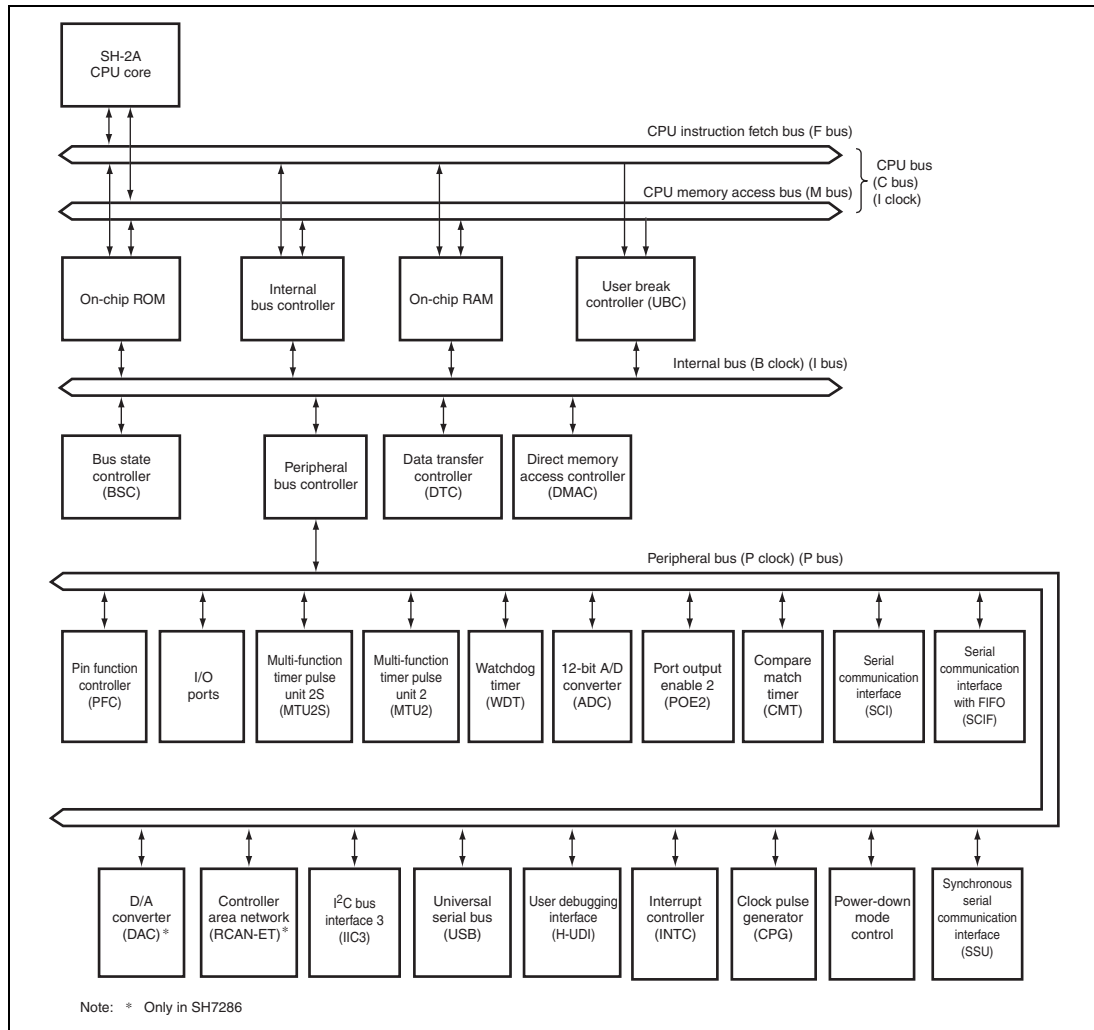 SH-2A
CPU core
CPU instruction fetch bus (F bus)
CPU bus
(C bus)
(I clock)
CPU memory access bus (M bus)
On-chip ROM
Internal
bus controller
On-chip RAM
User break
controller (UBC)
Internal bus (B clock) (I bus)
Bus state
controller
(BSC)
Peripheral
bus controller
Data transfer
controller
(DTC)
Direct memory
access controller
(DMAC)
Peripheral bus (P clock) (P bus)
Pin function
controller
(PFC)
I/O
ports
Multi-function
timer pulse
unit 2S
(MTU2S)
Multi-function
timer pulse
unit 2
(MTU2)
Watchdog
timer
(WDT)
12-bit A/D
converter
(ADC)
Port output
enable 2
(POE2)
Compare
match
timer
(CMT)
Serial
communication
interface
(SCI)
Serial
communication
interface
with FIFO
(SCIF)
D/A
converter
(DAC)*
Controller
area network
(RCAN-ET)*
I²C bus
interface 3
(IIC3)
Universal
serial bus
(USB)
User debugging
interface
(H-UDI)
Interrupt
controller
(INTC)
Clock pulse
generator
(CPG)
Power-down
mode
control
Synchronous
serial
communication
interface
(SSU)
Note: * Only in SH7286